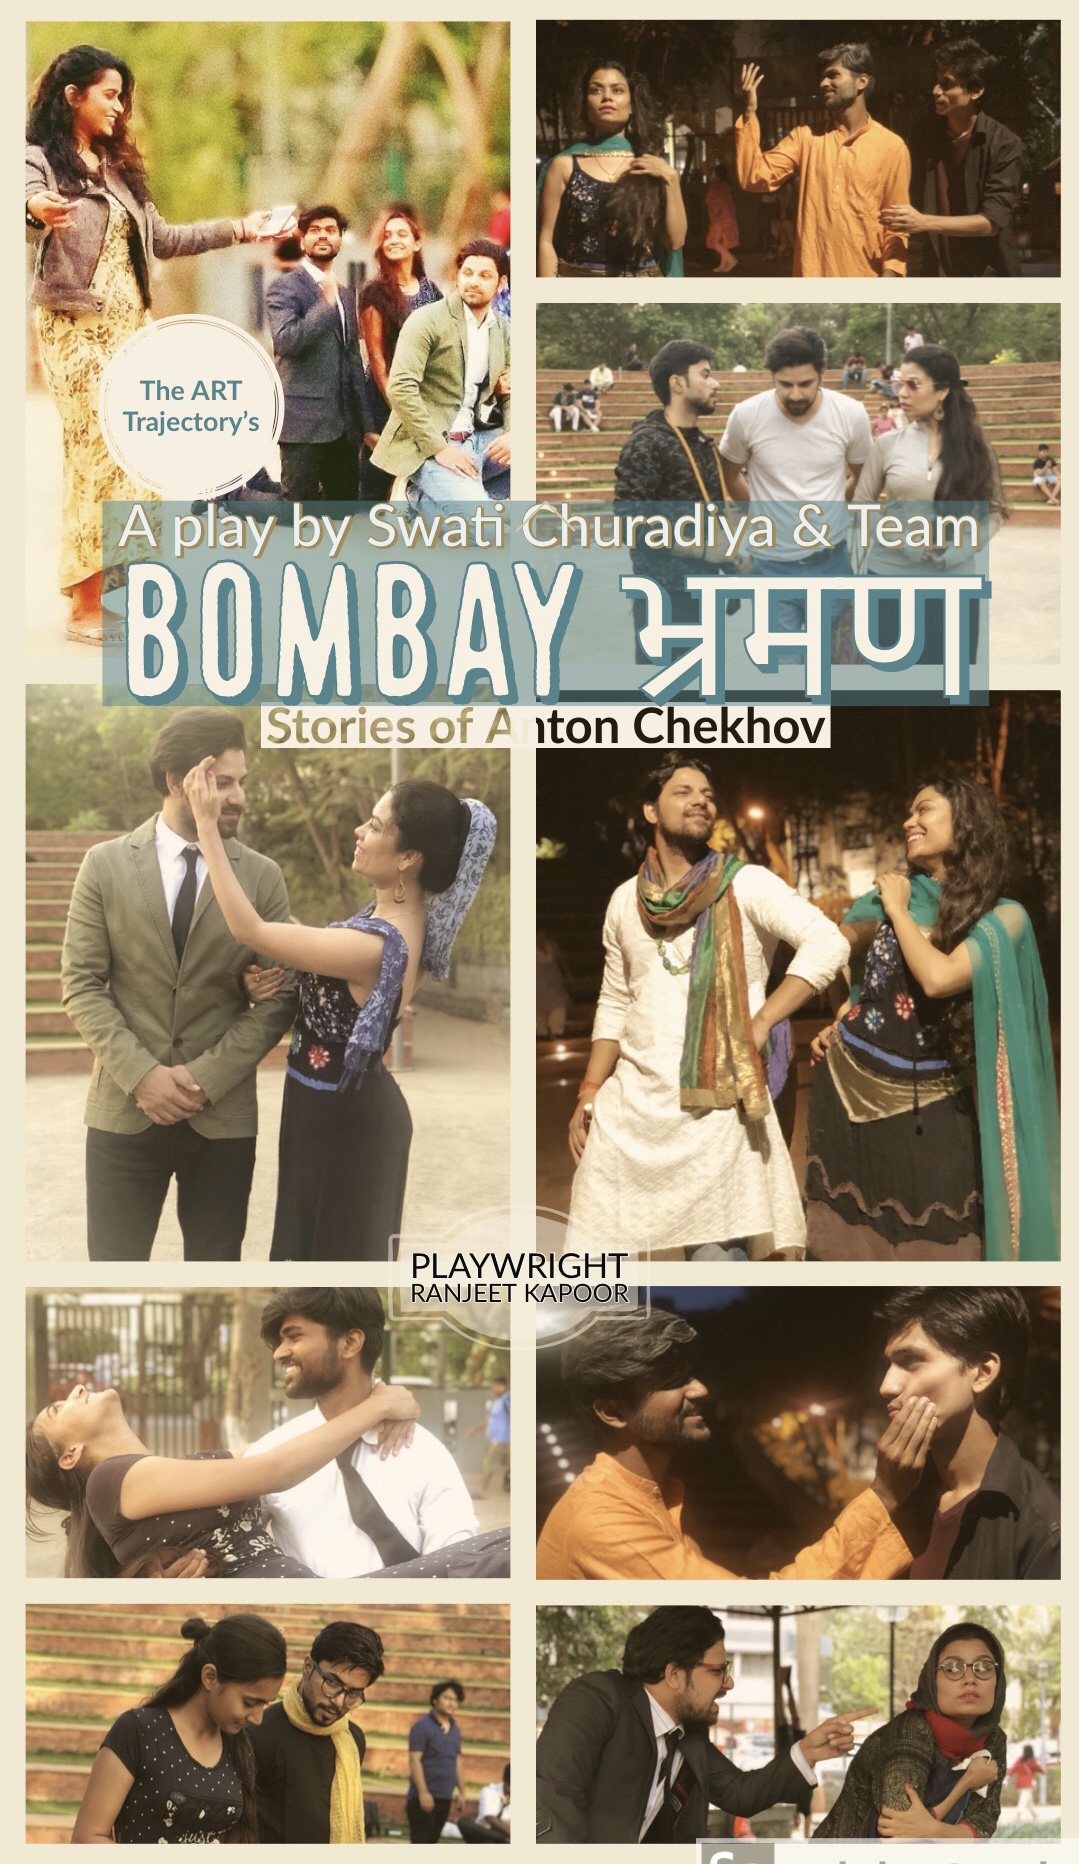 The ART
Trajectory's
A play by Swati Churadiya & Team
BOMBAY भ्रमण
Stories of Anton Chekhov
PLAYWRIGHT
RANJEET KAPOOR